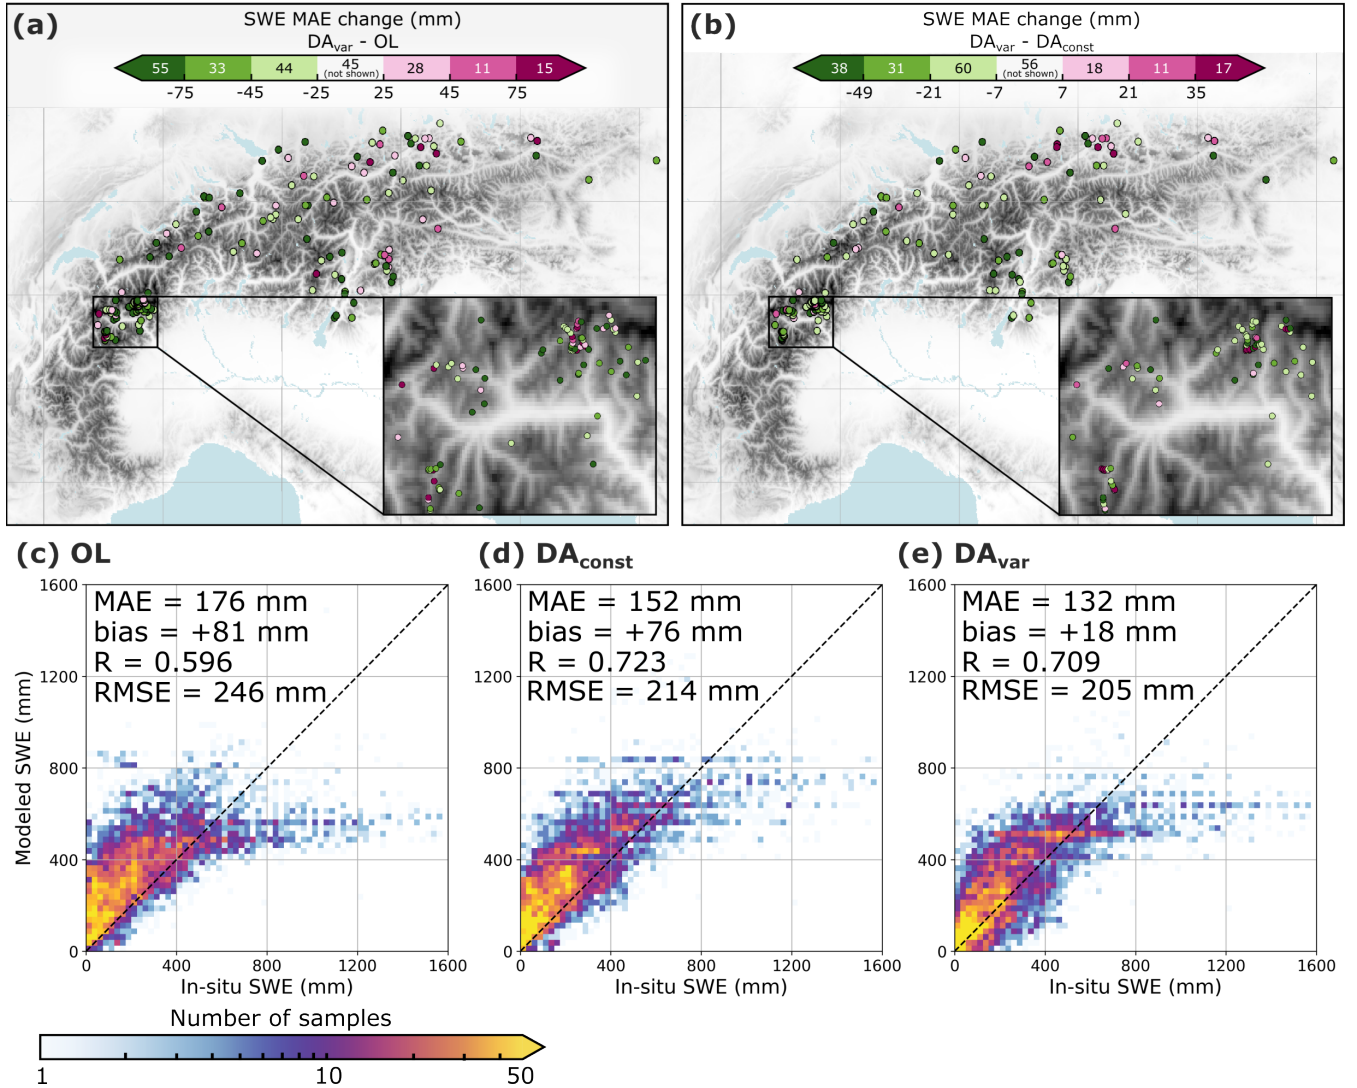 (a)
SWE MAE change (mm)
DAvar - OL
55 33 44 45 28 11 15
(not shown)
-75 -45 -25 25 45 75
(b)
SWE MAE change (mm)
DAvar - DAconst
38 31 60 56 18 11 17
(not shown)
-49 -21 -7 7 21 35
(c) OL
MAE = 176 mm
bias = +81 mm
R = 0.596
RMSE = 246 mm
1600
1200
800
400
0
0 400 800 1200 1600
Modeled SWE (mm)
In-situ SWE (mm)
(d) DAconst
MAE = 152 mm
bias = +76 mm
R = 0.723
RMSE = 214 mm
1600
1200
800
400
0
0 400 800 1200 1600
In-situ SWE (mm)
(e) DAvar
MAE = 132 mm
bias = +18 mm
R = 0.709
RMSE = 205 mm
1600
1200
800
400
0
0 400 800 1200 1600
In-situ SWE (mm)
Number of samples
1 10 50